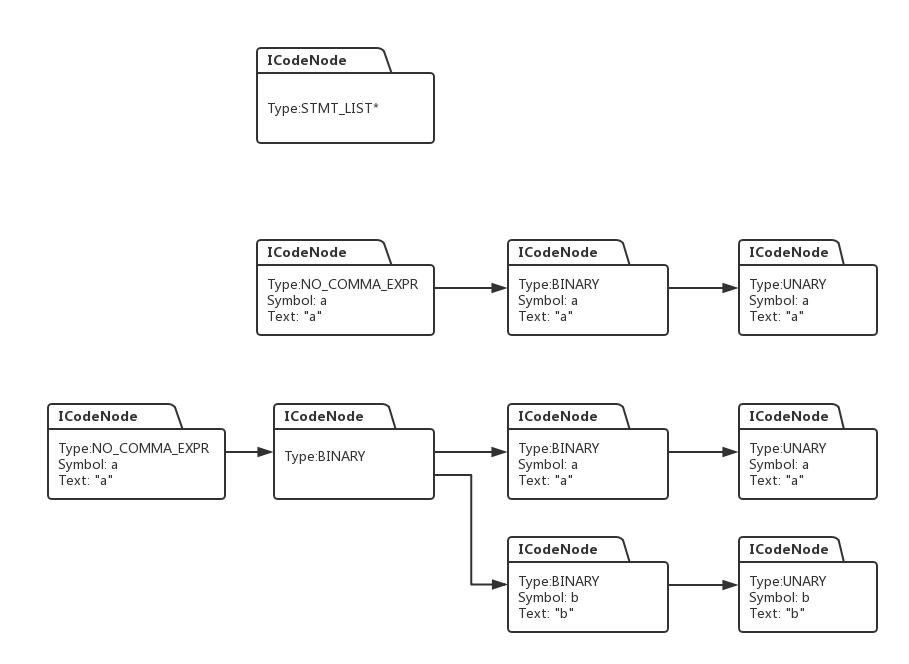 ICodeNode
Type:STMT_LIST*
ICodeNode
Type:NO_COMMA_EXPR
Symbol: a
Text: "a"
ICodeNode
Type:BINARY
Symbol: a
Text: "a"
ICodeNode
Type:UNARY
Symbol: a
Text: "a"
ICodeNode
Type:NO_COMMA_EXPR
Symbol: a
Text: "a"
ICodeNode
Type:BINARY
ICodeNode
Type:BINARY
Symbol: a
Text: "a"
ICodeNode
Type:UNARY
Symbol: a
Text: "a"
ICodeNode
Type:BINARY
Symbol: b
Text: "b"
ICodeNode
Type:UNARY
Symbol: b
Text: "b"